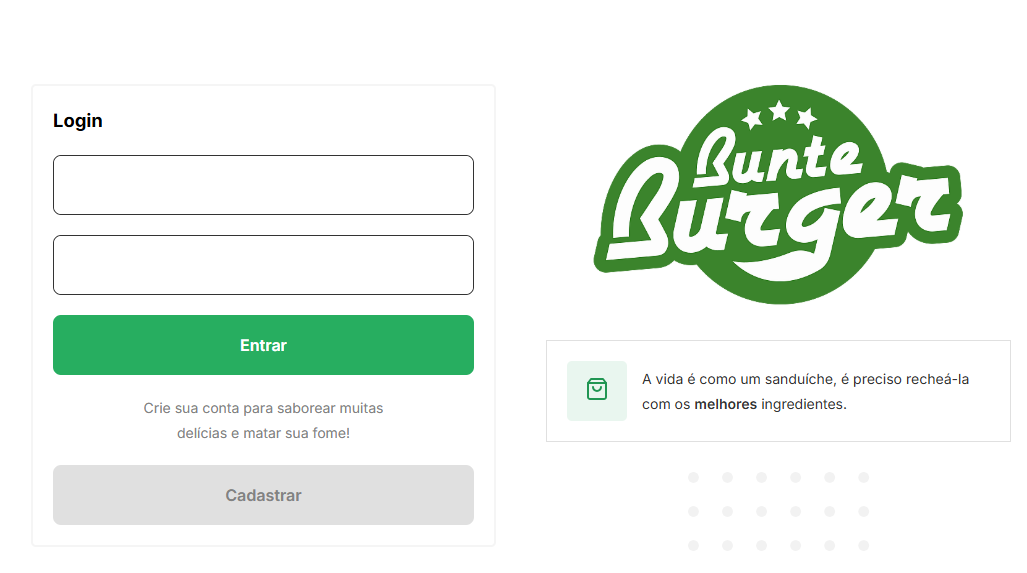 Login
Entrar
Crie sua conta para saborear muitas
delícias e matar sua fome!
Cadastrar
Bunte
Burger
A vida é como um sanduíche, é preciso recheá-la
com os melhores ingredientes.